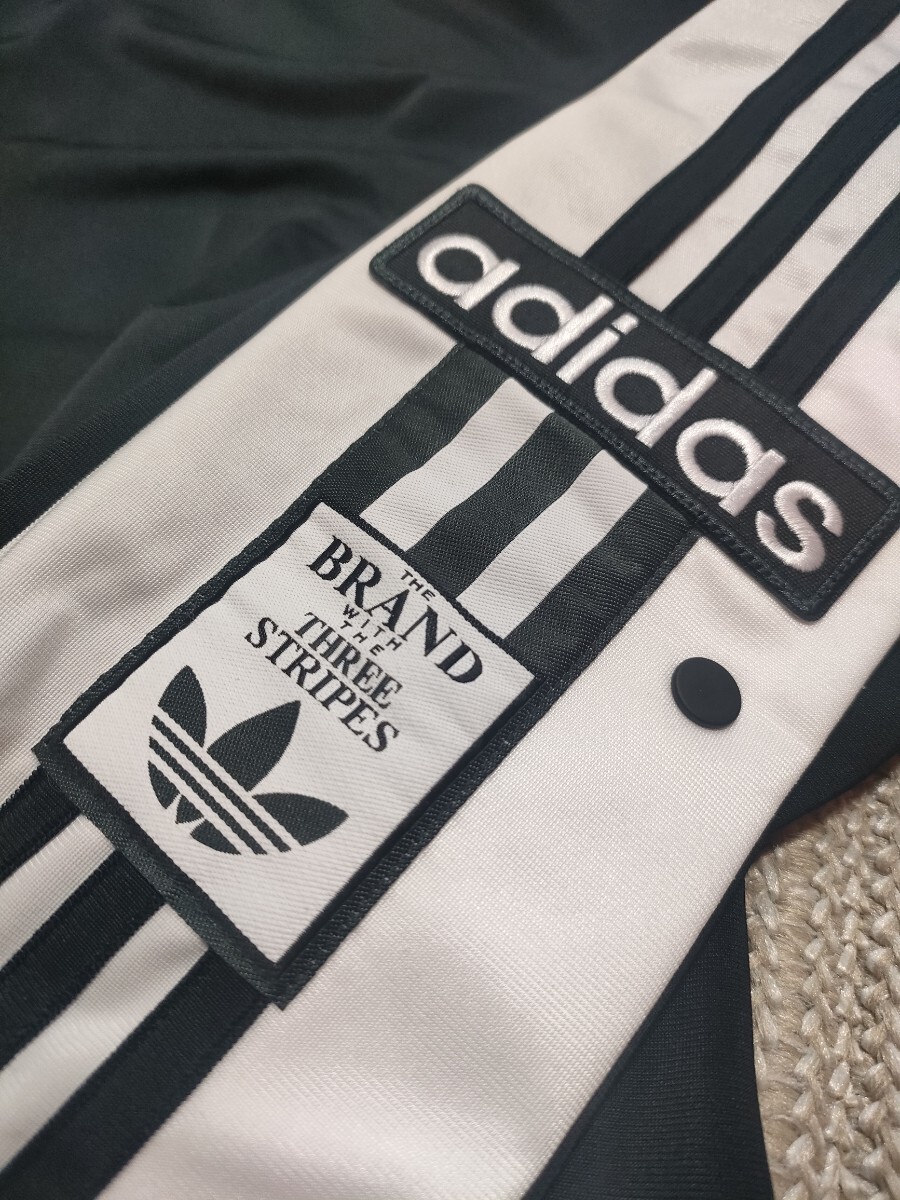 adidas
THE
BRAND
WITH
THE
THREE
STRIPES